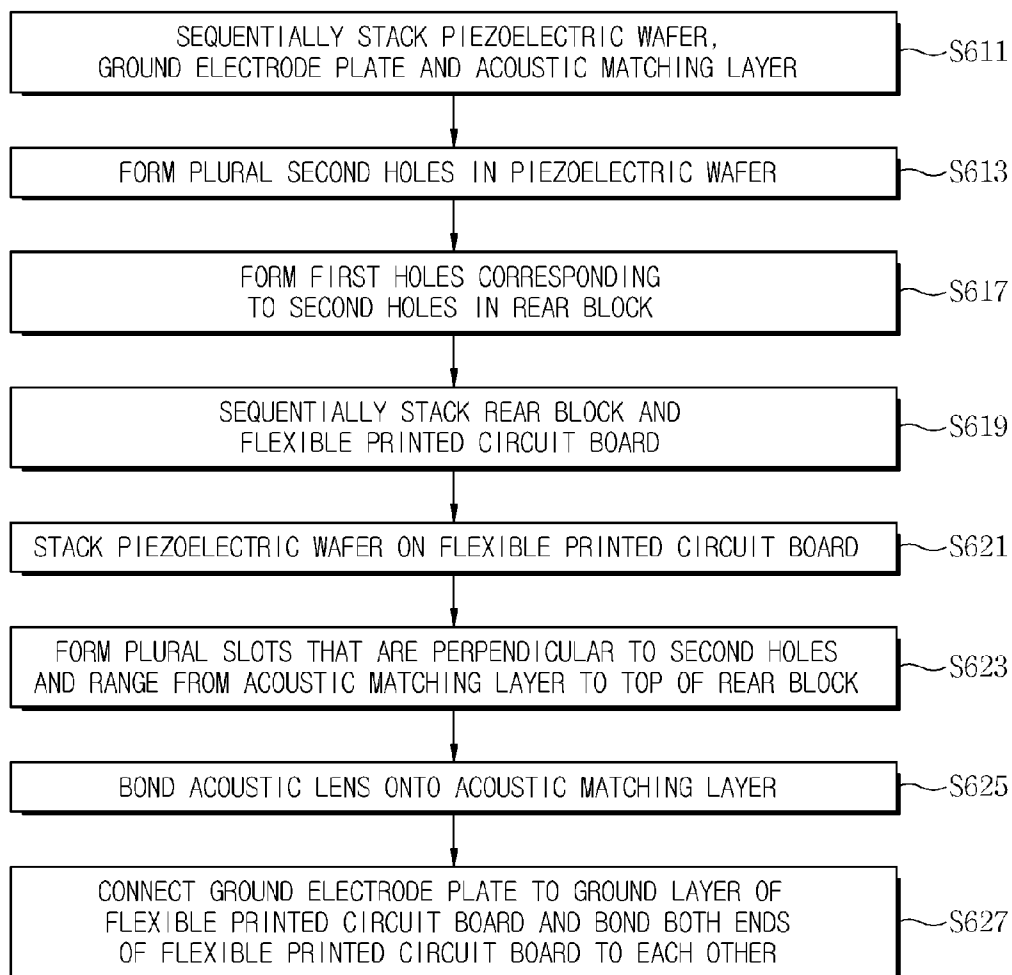 SEQUENTIALLY STACK PIEZOELECTRIC WAFER,
GROUND ELECTRODE PLATE AND ACOUSTIC MATCHING LAYER
S611
FORM PLURAL SECOND HOLES IN PIEZOELECTRIC WAFER
S613
FORM FIRST HOLES CORRESPONDING
TO SECOND HOLES IN REAR BLOCK
S617
SEQUENTIALLY STACK REAR BLOCK AND
FLEXIBLE PRINTED CIRCUIT BOARD
S619
STACK PIEZOELECTRIC WAFER ON FLEXIBLE PRINTED CIRCUIT BOARD
S621
FORM PLURAL SLOTS THAT ARE PERPENDICULAR TO SECOND HOLES
AND RANGE FROM ACOUSTIC MATCHING LAYER TO TOP OF REAR BLOCK
S623
BOND ACOUSTIC LENS ONTO ACOUSTIC MATCHING LAYER
S625
CONNECT GROUND ELECTRODE PLATE TO GROUND LAYER OF
FLEXIBLE PRINTED CIRCUIT BOARD AND BOND BOTH ENDS
OF FLEXIBLE PRINTED CIRCUIT BOARD TO EACH OTHER
S627